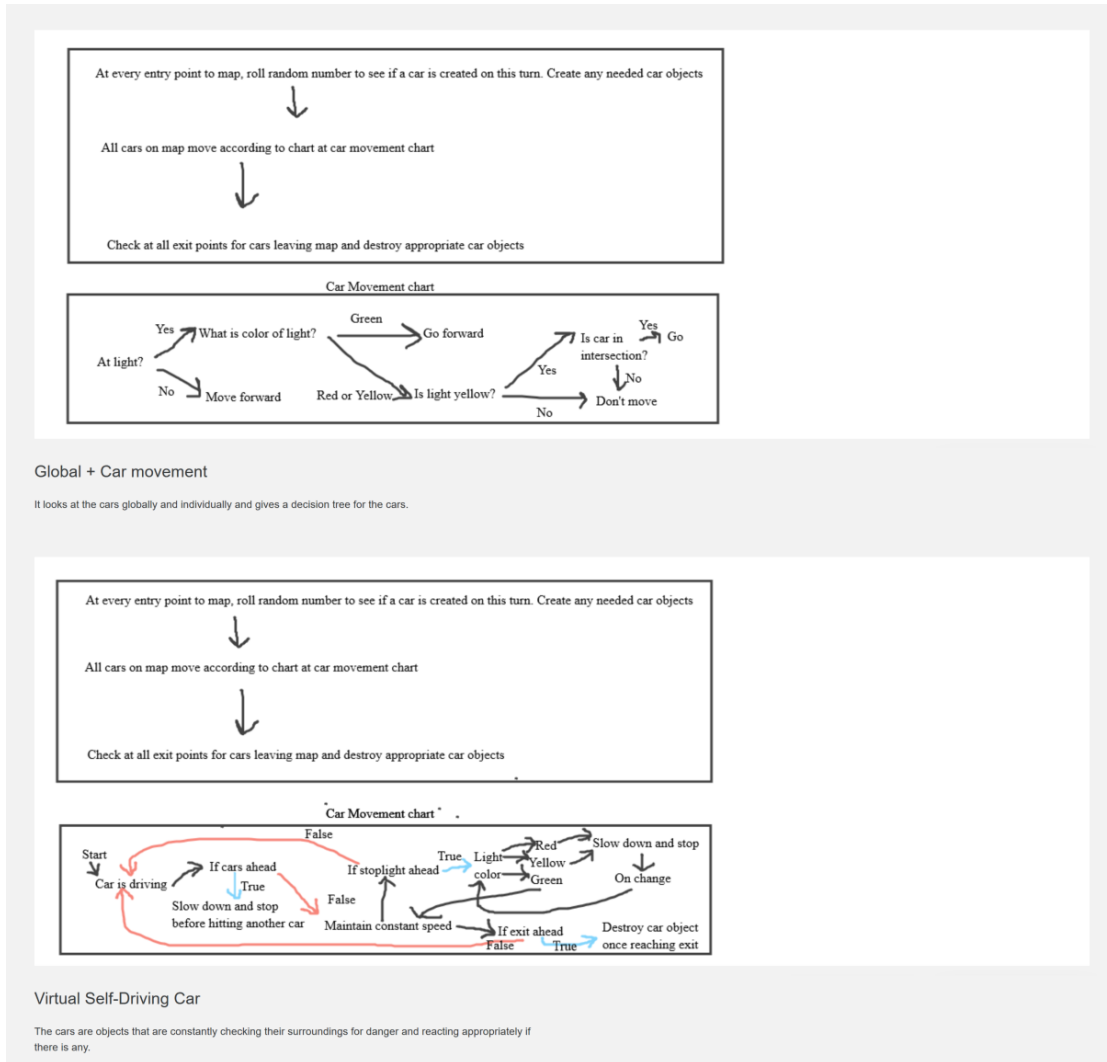 At every entry point to map, roll random number to see if a car is created on this turn. Create any needed car objects
All cars on map move according to chart at car movement chart
Check at all exit points for cars leaving map and destroy appropriate car objects
Car Movement chart
At light?
Yes
What is color of light?
No
Move forward
Green
Go forward
Red or Yellow
Is light yellow?
Yes
Is car in
intersection?
Yes
Go
No
Don't move
No
Global + Car movement
It looks at the cars globally and individually and gives a decision tree for the cars.
At every entry point to map, roll random number to see if a car is created on this turn. Create any needed car objects
All cars on map move according to chart at car movement chart
Check at all exit points for cars leaving map and destroy appropriate car objects
Car Movement chart
Start
Car is driving
If cars ahead
True
Slow down and stop
before hitting another car
False
Maintain constant speed
False
If stoplight ahead
True
Light
color
Red
Yellow
Green
Slow down and stop
On change
If exit ahead
False
True
Destroy car object
once reaching exit
Virtual Self-Driving Car
The cars are objects that are constantly checking their surroundings for danger and reacting appropriately if
there is any.